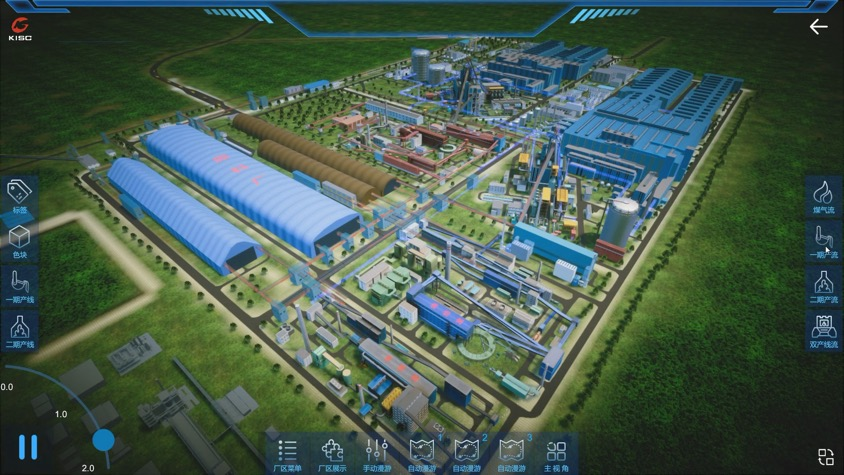 KISC
标签
色块
一期产线
二期产线
煤气流
一期产流
二期产流
双产线流
0.0
1.0
2.0
厂区菜单
厂区展示
手动漫游
1
自动漫游
2
自动漫游
3
自动漫游
主视角